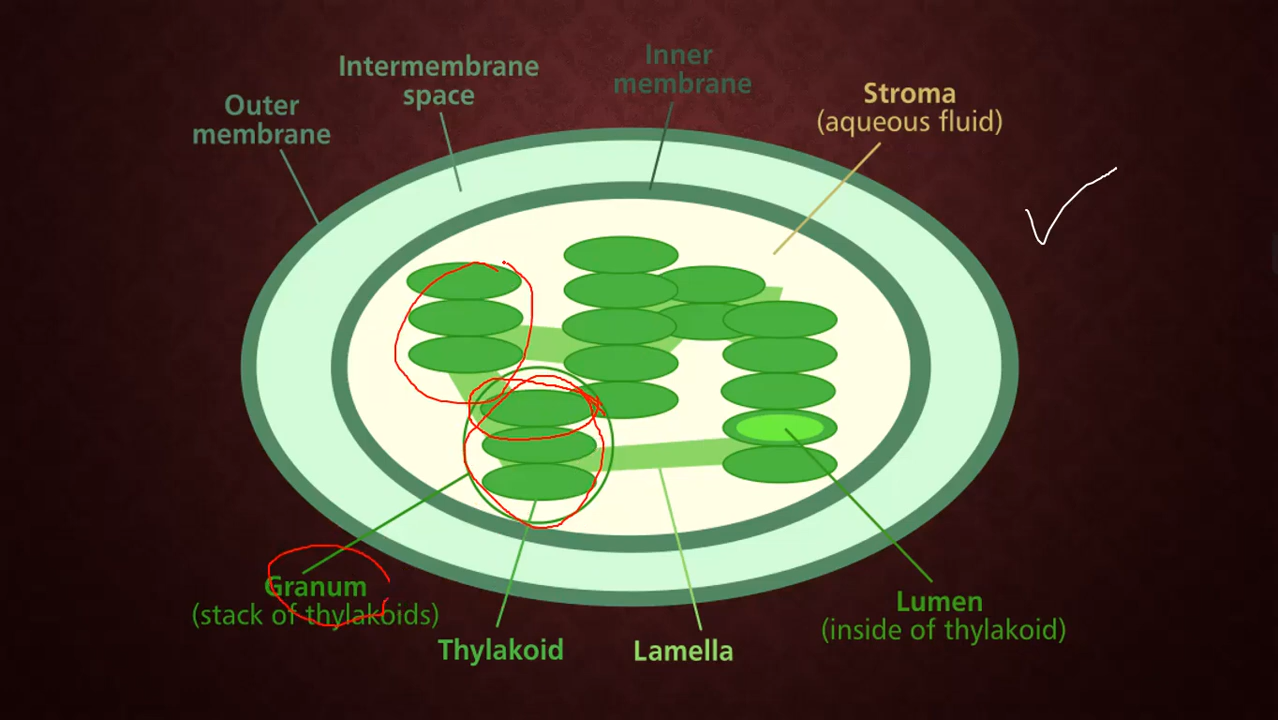 Outer
membrane
Intermembrane
space
Inner
membrane
Stroma
(aqueous fluid)
Granum
(stack of thylakoids)
Thylakoid
Lamella
Lumen
(inside of thylakoid)